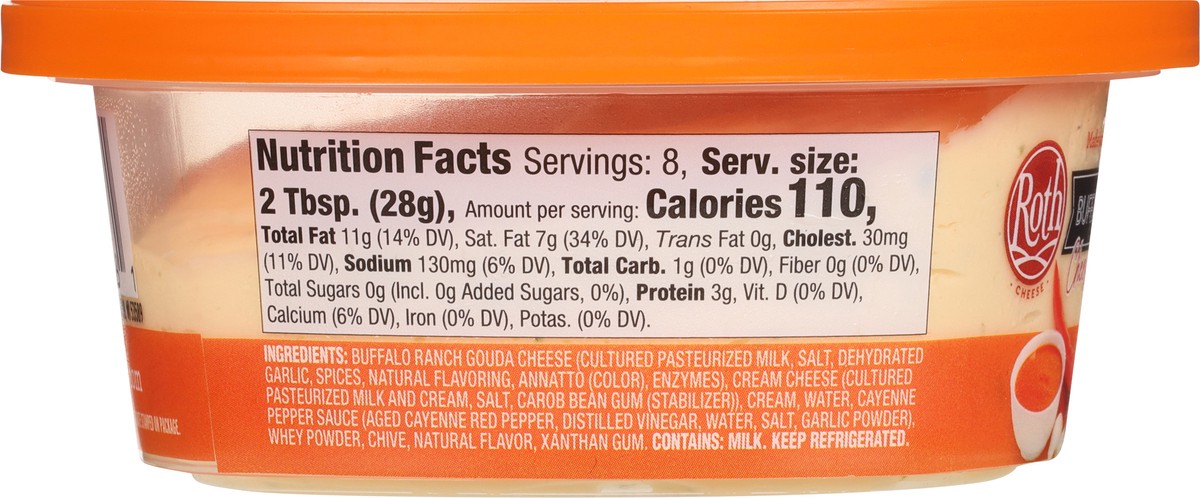 Nutrition Facts Servings: 8, Serv. size:
2 Tbsp. (28g), Amount per serving: Calories 110,
Total Fat 11g (14% DV), Sat. Fat 7g (34% DV), Trans Fat 0g, Cholest. 30mg
(11% DV), Sodium 130mg (6% DV), Total Carb. 1g (0% DV), Fiber 0g (0% DV),
Total Sugars 0g (Incl. 0g Added Sugars, 0%), Protein 3g, Vit. D (0% DV),
Calcium (6% DV), Iron (0% DV), Potas. (0% DV).
INGREDIENTS: BUFFALO RANCH GOUDA CHEESE (CULTURED PASTEURIZED MILK, SALT, DEHYDRATED
GARLIC, SPICES, NATURAL FLAVORING, ANNATTO (COLOR), ENZYMES), CREAM CHEESE (CULTURED
PASTEURIZED MILK AND CREAM, SALT, CAROB BEAN GUM (STABILIZER)), CREAM, WATER, CAYENNE
PEPPER SAUCE (AGED CAYENNE RED PEPPER, DISTILLED VINEGAR, WATER, SALT, GARLIC POWDER),
WHEY POWDER, CHIVE, NATURAL FLAVOR, XANTHAN GUM. CONTAINS: MILK. KEEP REFRIGERATED.
Roth
CHEESE
ON PACKAGE.